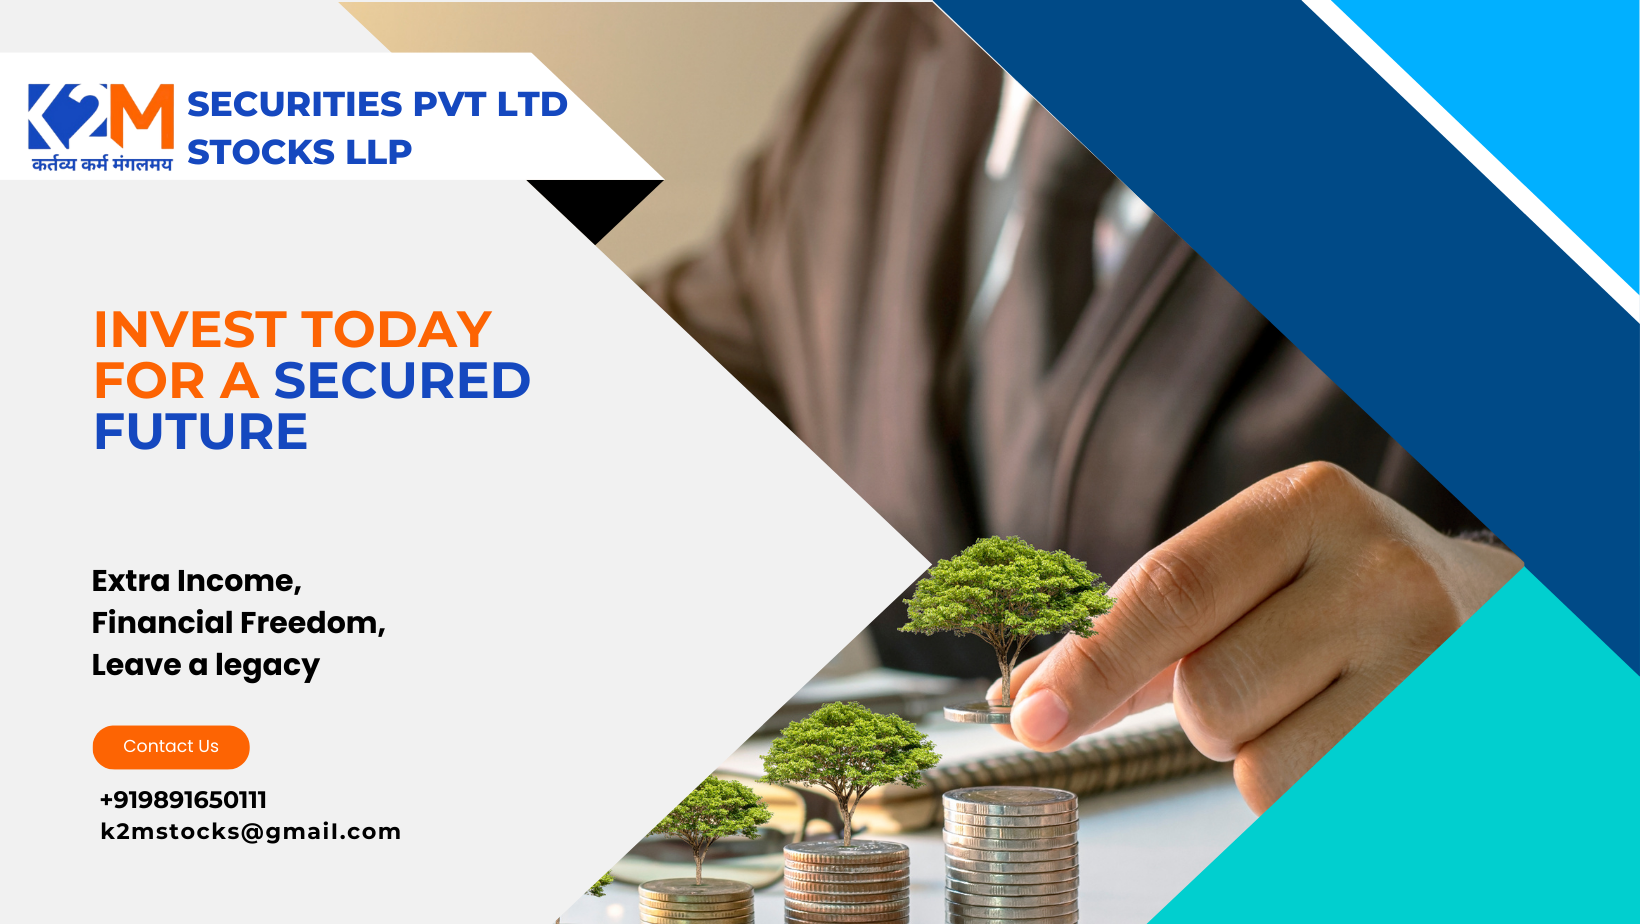 K2M
कर्तव्य कर्म मंगलमय
SECURITIES PVT LTD
STOCKS LLP
INVEST TODAY
FOR A SECURED
FUTURE
Extra Income,
Financial Freedom,
Leave a legacy
Contact Us
+919891650111
k2mstocks@gmail.com